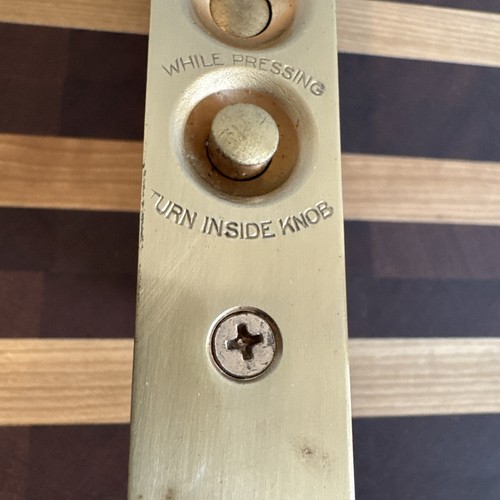 WHILE PRESSING
TURN INSIDE KNOB